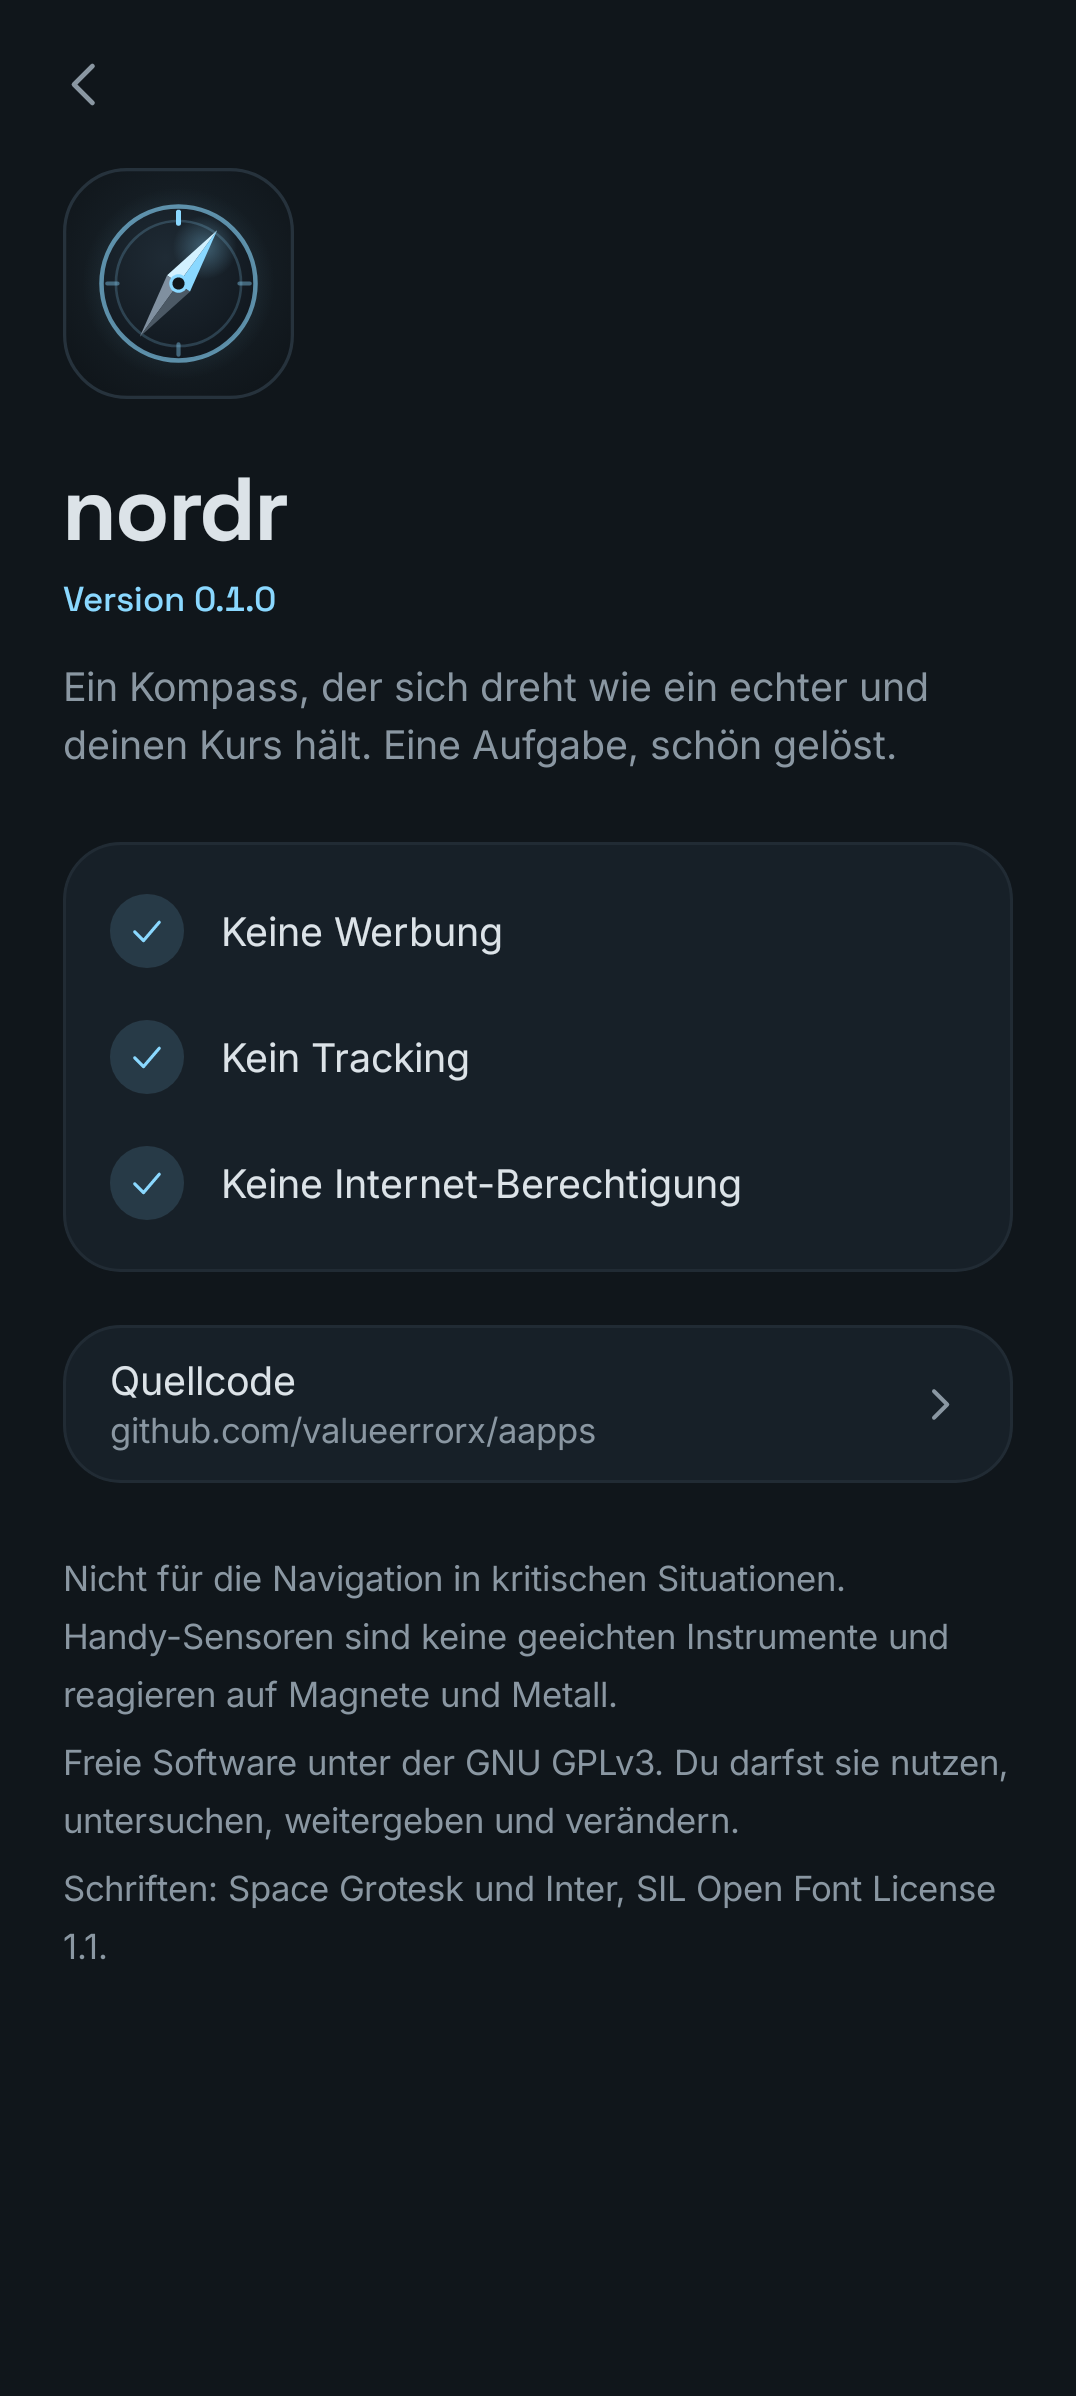 nordr
Version 0.1.0
Ein Kompass, der sich dreht wie ein echter und
deinen Kurs hält. Eine Aufgabe, schön gelöst.
Keine Werbung
Kein Tracking
Keine Internet-Berechtigung
Quellcode
github.com/valueerrorx/aapps
Nicht für die Navigation in kritischen Situationen.
Handy-Sensoren sind keine geeichten Instrumente und
reagieren auf Magnete und Metall.
Freie Software unter der GNU GPLv3. Du darfst sie nutzen,
untersuchen, weitergeben und verändern.
Schriften: Space Grotesk und Inter, SIL Open Font License
1.1.